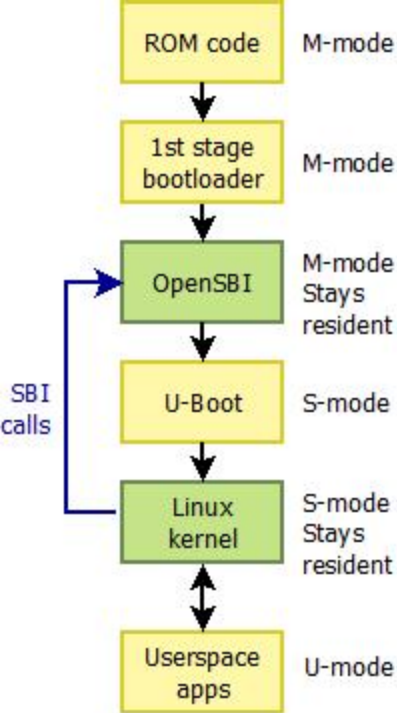 ROM code
M-mode
1st stage
bootloader
M-mode
OpenSBI
M-mode
Stays
resident
SBI
calls
U-Boot
S-mode
Linux
kernel
S-mode
Stays
resident
Userspace
apps
U-mode